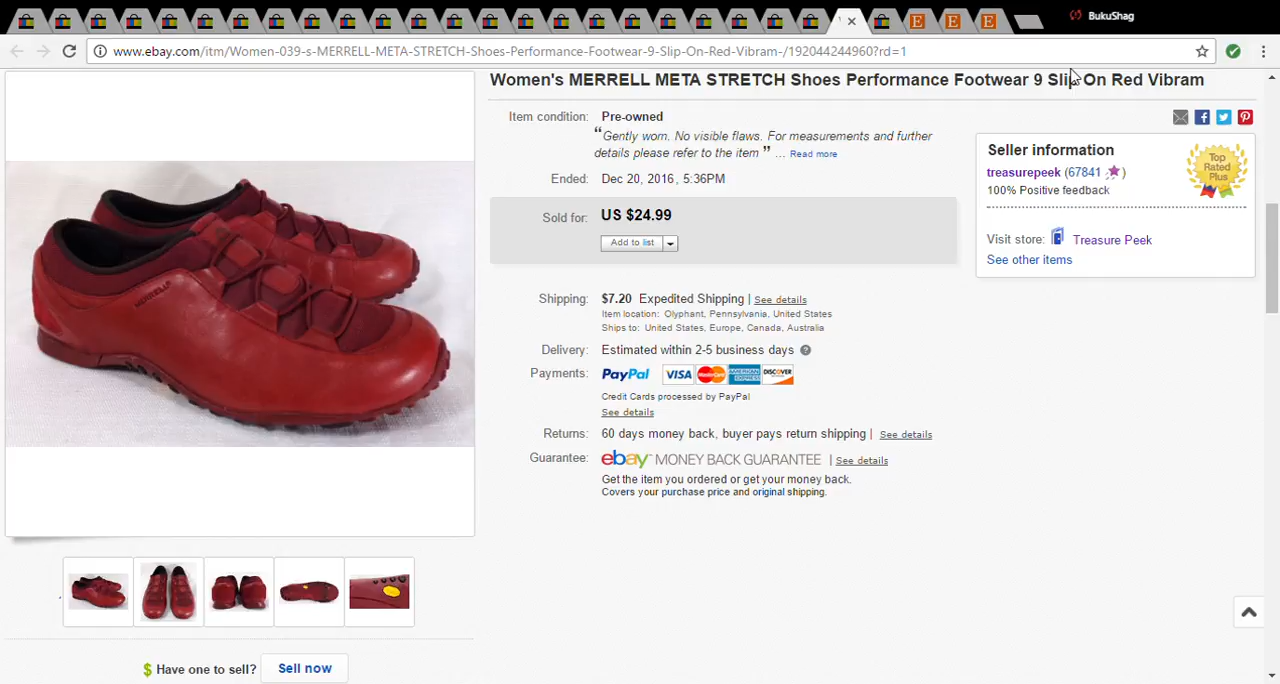 BukuShag
www.ebay.com/itm/Women-039-s-MERRELL-META-STRETCH-Shoes-Performance-Footwear-9-Slip-On-Red-Vibram-/192044244960?rd=1
Women's MERRELL META STRETCH Shoes Performance Footwear 9 Slip On Red Vibram
Item condition: Pre-owned
“Gently worn. No visible flaws. For measurements and further
details please refer to the item ” ... Read more
Ended: Dec 20, 2016 , 5:36PM
Sold for: US $24.99
Add to list
Seller information
treasurepeek (67841 )
100% Positive feedback
Top
Rated
Plus
Visit store: Treasure Peek
See other items
Shipping: $7.20 Expedited Shipping | See details
Item location: Olyphant, Pennsylvania, United States
Ships to: United States, Europe, Canada, Australia
Delivery: Estimated within 2-5 business days ?
Payments: PayPal VISA MasterCard AMERICAN EXPRESS DISCOVER
Credit Cards processed by PayPal
See details
Returns: 60 days money back, buyer pays return shipping | See details
Guarantee: ebay MONEY BACK GUARANTEE | See details
Get the item you ordered or get your money back.
Covers your purchase price and original shipping.
MERRELL
$ Have one to sell? Sell now